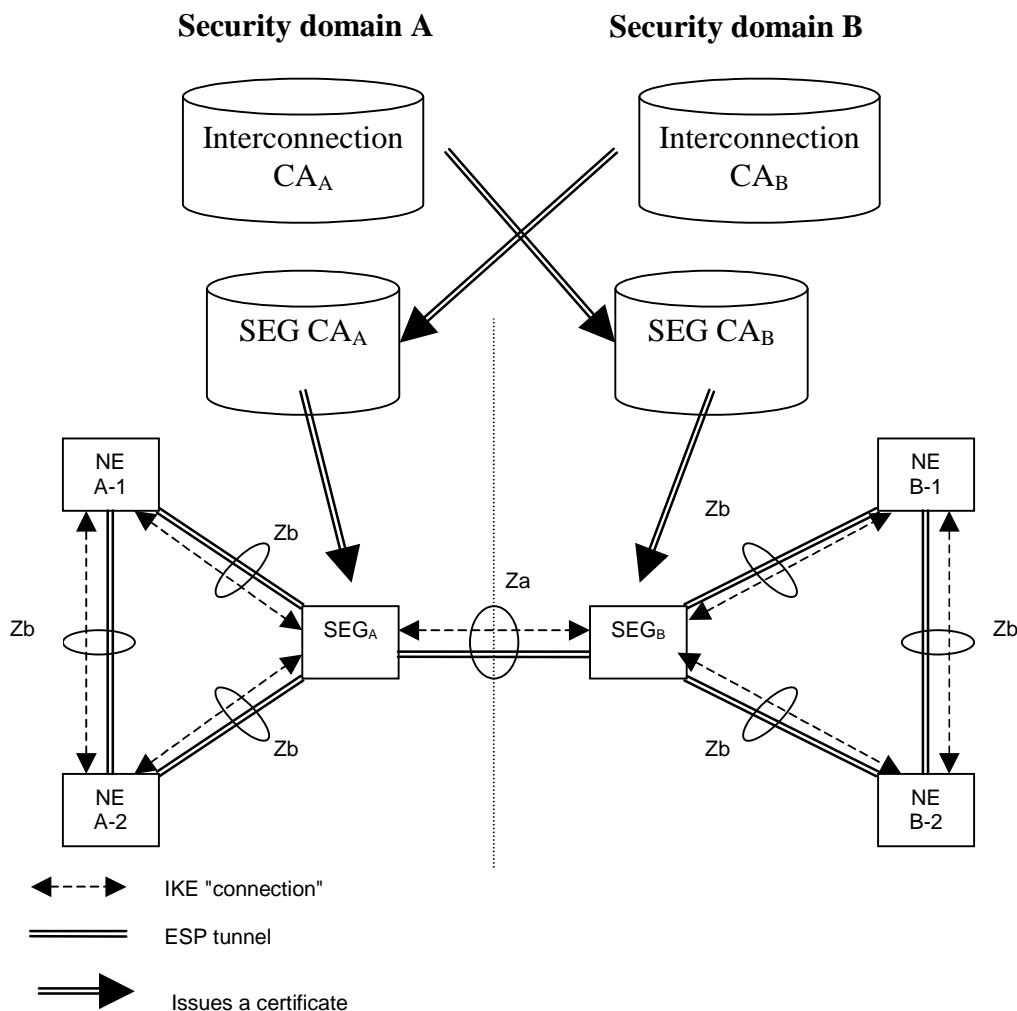 Security domain A
Security domain B
Interconnection
CA_A
Interconnection
CA_B
SEG CA_A
SEG CA_B
NE
A-1
NE
B-1
Zb
Zb
Za
Zb
Zb
SEG_A
SEG_B
Zb
Zb
NE
A-2
NE
B-2
IKE "connection"
ESP tunnel
Issues a certificate